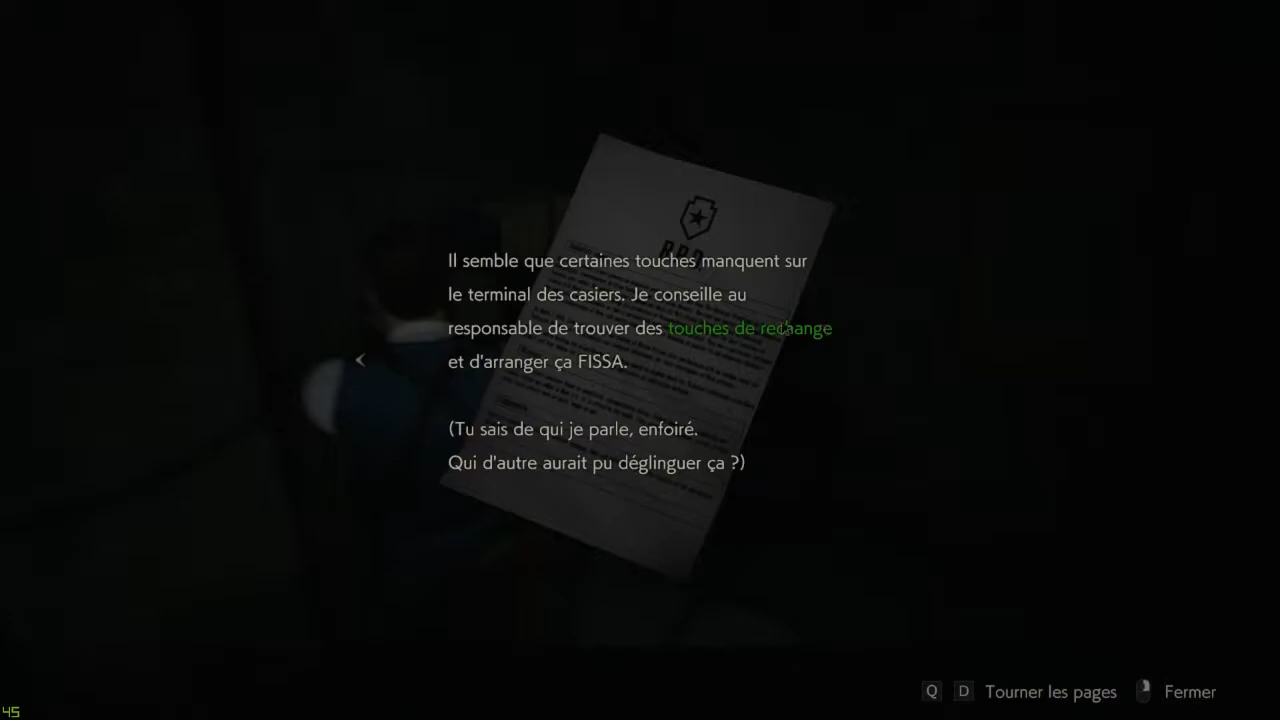 R.P.D.
Il semble que certaines touches manquent sur
le terminal des casiers. Je conseille au
responsable de trouver des touches de rechange
et d'arranger ça FISSA.
(Tu sais de qui je parle, enfoiré.
Qui d'autre aurait pu déglinguer ça ?)
<
Q D Tourner les pages Fermer
45